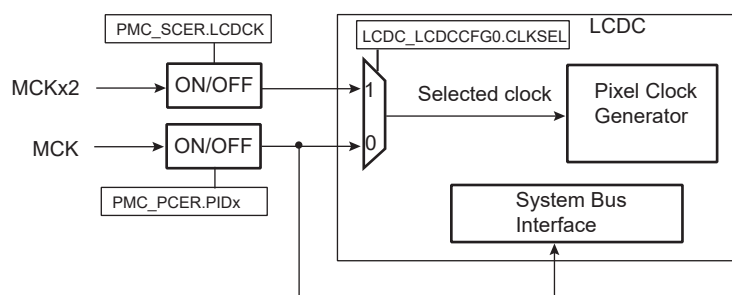 PMC_SCER.LCDCK
LCDC_LCDCCFG0.CLKSEL
LCDC
MCKx2
ON/OFF
1
Selected clock
Pixel Clock
Generator
MCK
ON/OFF
0
PMC_PCER.PIDx
System Bus
Interface